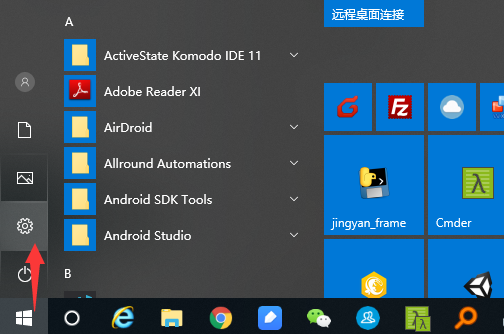 远程桌面连接
A
ActiveState Komodo IDE 11
Adobe Reader XI
AirDroid
Allround Automations
Android SDK Tools
Android Studio
B
jingyan_frame
Cmder